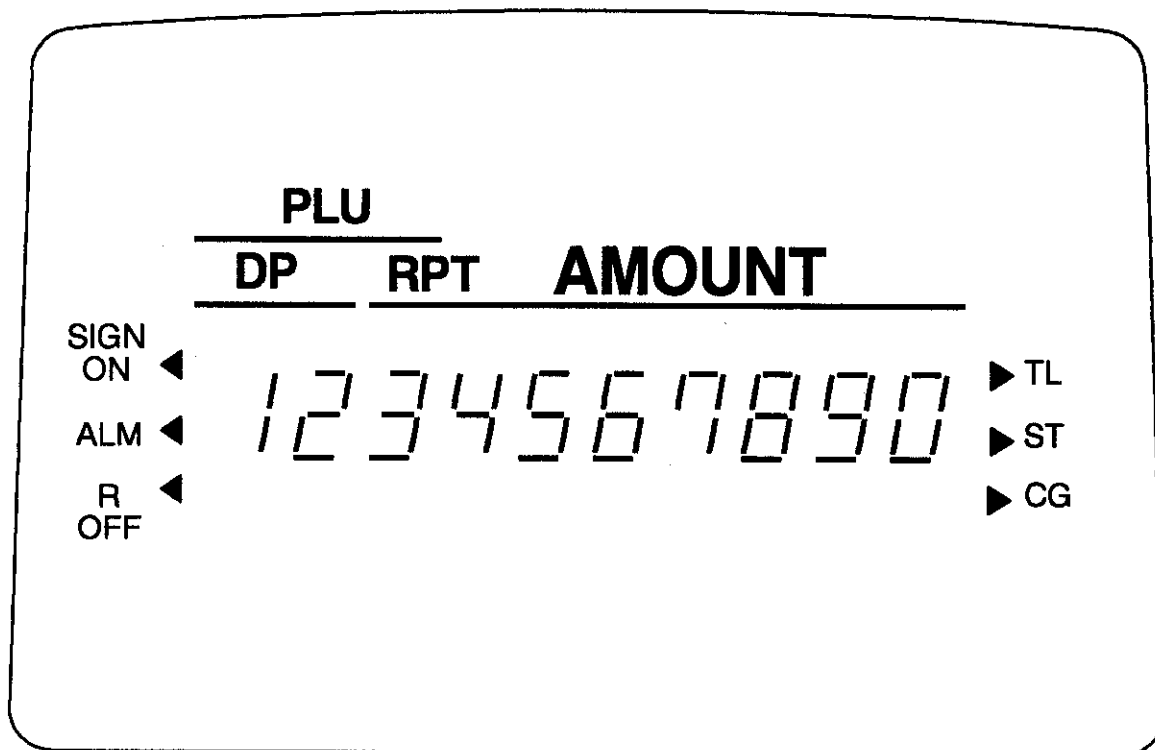 PLU
DP RPT AMOUNT
SIGN
ON ◀ ▶ TL
ALM ◀ 1234567890 ▶ ST
R ◀ ▶ CG
OFF